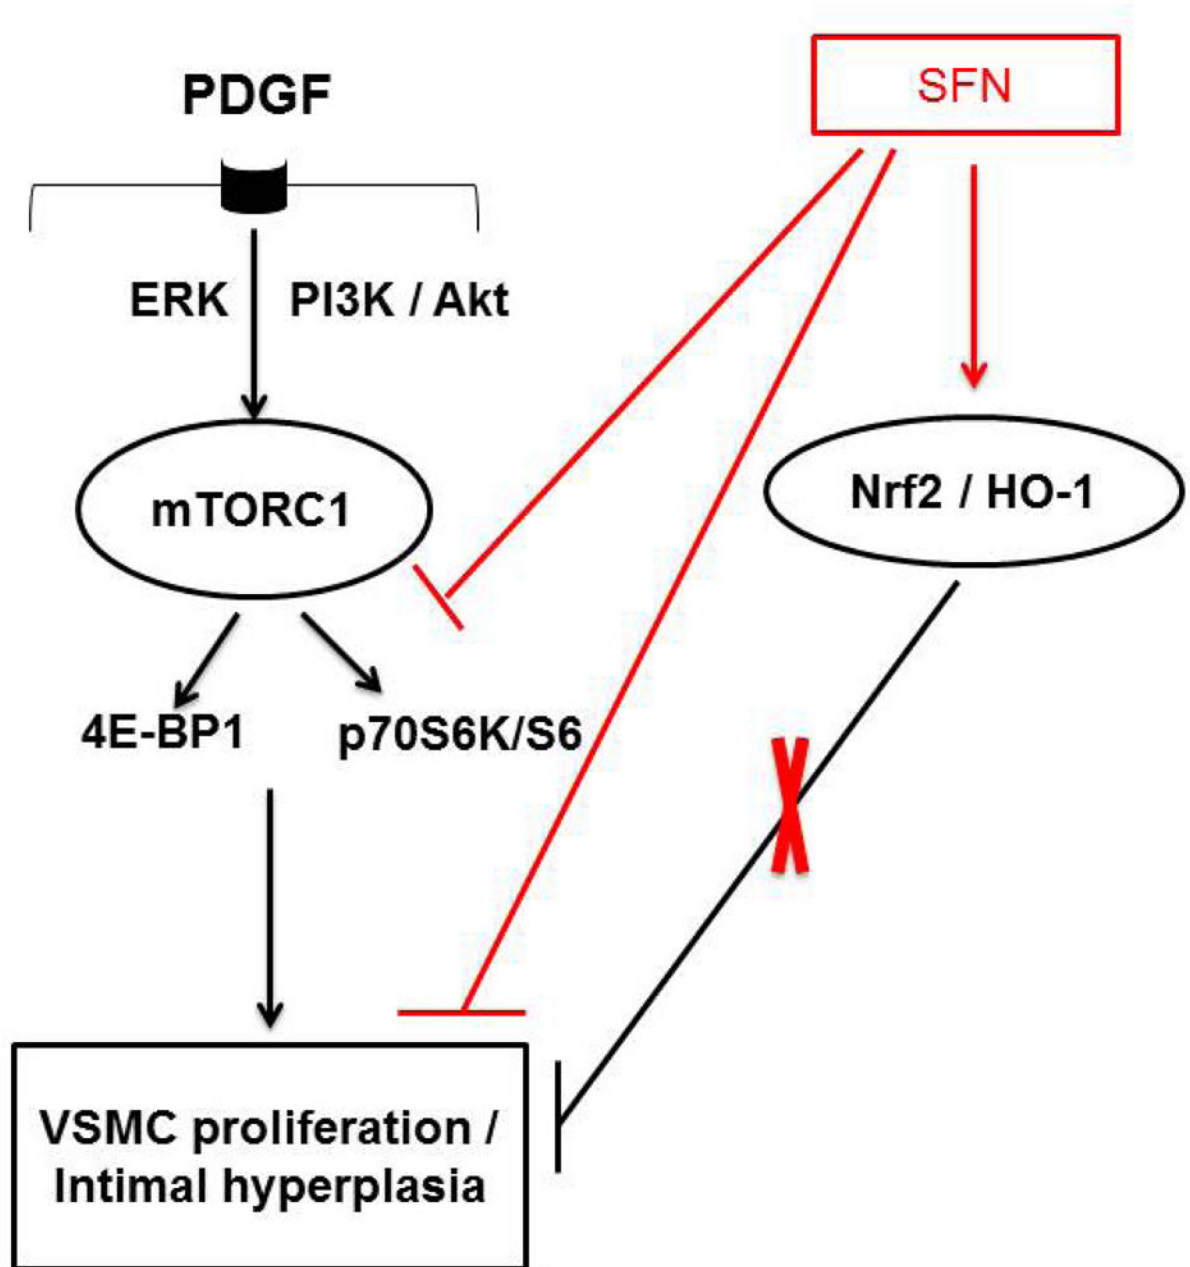 PDGF
SFN
ERK
PI3K / Akt
mTORC1
Nrf2 / HO-1
4E-BP1
p70S6K/S6
VSMC proliferation /
Intimal hyperplasia